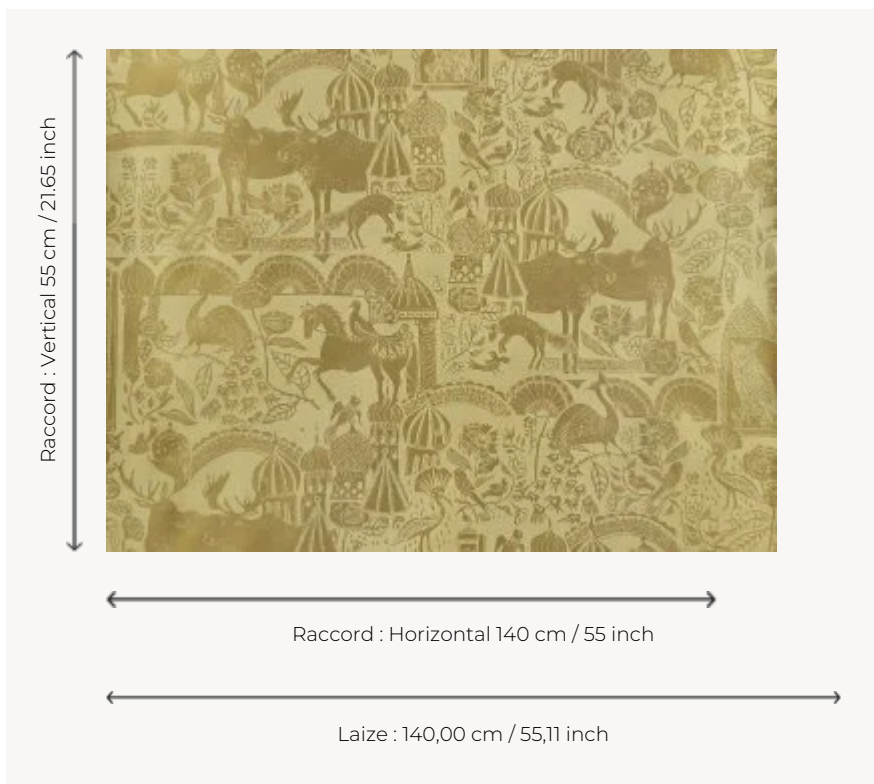 Raccord : Vertical 55 cm / 21.65 inch
Raccord : Horizontal 140 cm / 55 inch
Laize : 140,00 cm / 55,11 inch